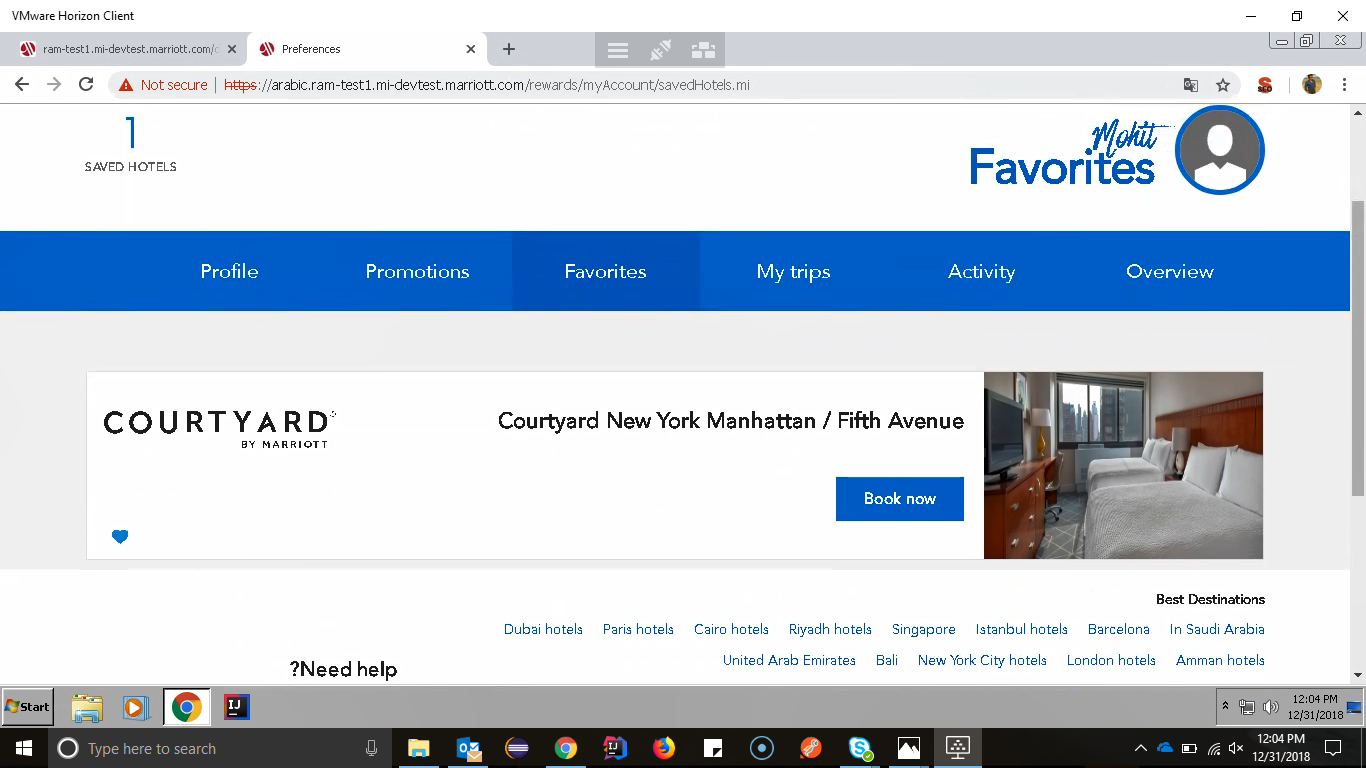 VMware Horizon Client
ram-test1.mi-devtest.marriott.com/c
Preferences
Not secure | https://arabic.ram-test1.mi-devtest.marriott.com/rewards/myAccount/savedHotels.mi
1
SAVED HOTELS
Mohit
Favorites
Profile
Promotions
Favorites
My trips
Activity
Overview
COURTYARD
BY MARRIOTT
Courtyard New York Manhattan / Fifth Avenue
Book now
Best Destinations
Dubai hotels Paris hotels Cairo hotels Riyadh hotels Singapore Istanbul hotels Barcelona In Saudi Arabia
United Arab Emirates Bali New York City hotels London hotels Amman hotels
?Need help
Start
12:04 PM
12/31/2018
Type here to search
12:04 PM
12/31/2018